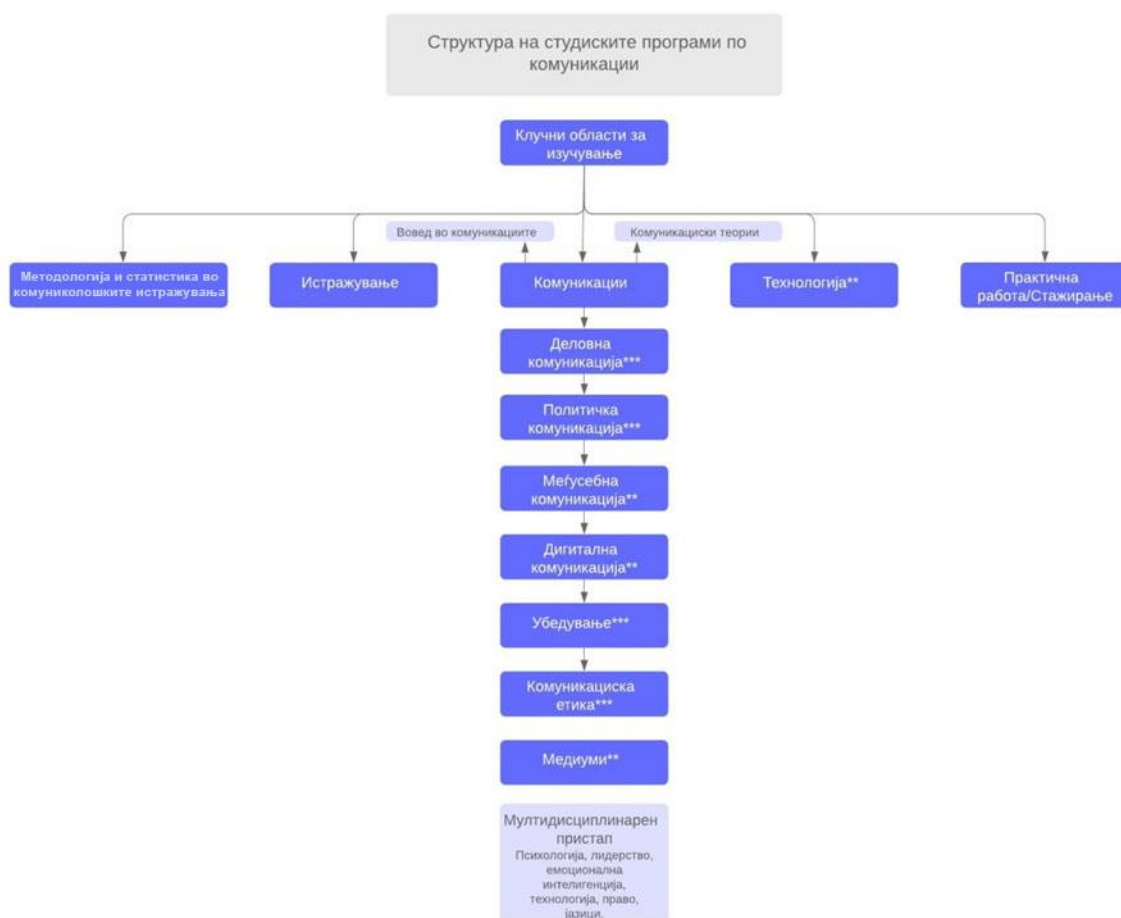 Структура на студиските програми по
комуникации
Клучни области за
изучување
Вовед во комуникациите
Комуникациски теории
Методологија и статистика во
комуниколошките истражувања
Истражување
Комуникации
Технологија**
Практична
работа/Стажирање
Деловна
комуникација***
Политичка
комуникација***
Меѓусебна
комуникација**
Дигитална
комуникација**
Убедување***
Комуникациска
етика***
Медиуми**
Мултидисциплинарен
пристап
Психологија, лидерство,
емоционална
интелигенција,
технологија, право,
јазици,